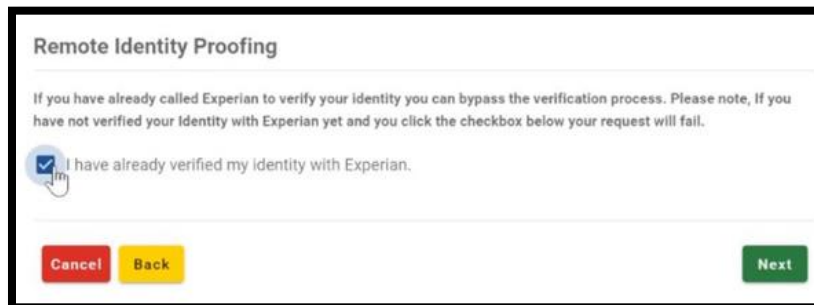 Remote Identity Proofing
If you have already called Experian to verify your identity you can bypass the verification process. Please note, If you
have not verified your Identity with Experian yet and you click the checkbox below your request will fail.
I have already verified my identity with Experian.
Cancel Back Next